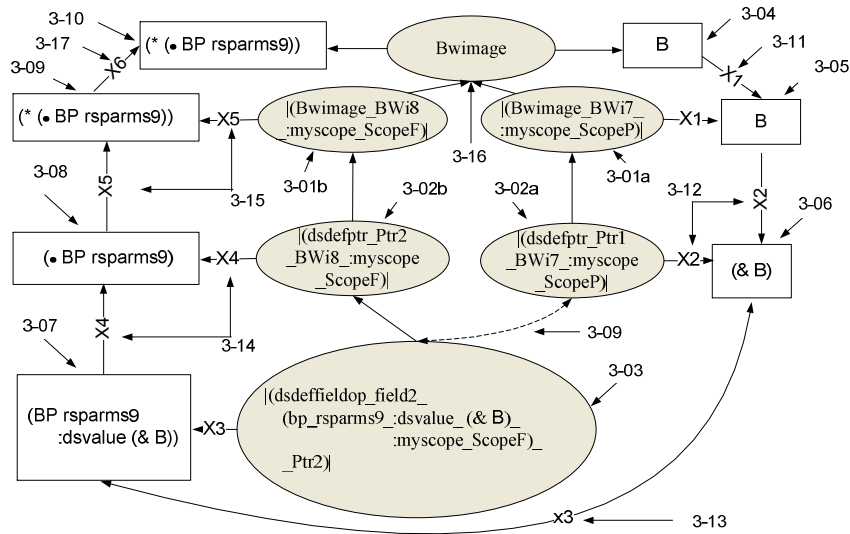 3-10
3-17
3-09
(* (• BP rsparms9))
X6
Bwimage
B
3-04
3-11
X1
3-05
(* (• BP rsparms9))
X5
|(Bwimage_BWi8
_:myscope_ScopeF)|
|(Bwimage_BWi7_
:myscope_ScopeP)|
X1
B
3-16
3-01b
3-01a
3-08
X5
3-15
3-02b
3-02a
3-12
X2
3-06
(• BP rsparms9)
X4
|(dsdefptr_Ptr2
_BWi8_:myscope
_ScopeF)|
|(dsdefptr_Ptr1
_BWi7_:myscope
_ScopeP)|
X2
(& B)
3-07
X4
3-14
3-09
3-03
(BP rsparms9
:dsvalue (& B))
X3
|(dsdeffieldop_field2_
(bp_rsparms9_:dsvalue_ (& B)_
:myscope_ScopeF)_
_Ptr2)|
x3
3-13